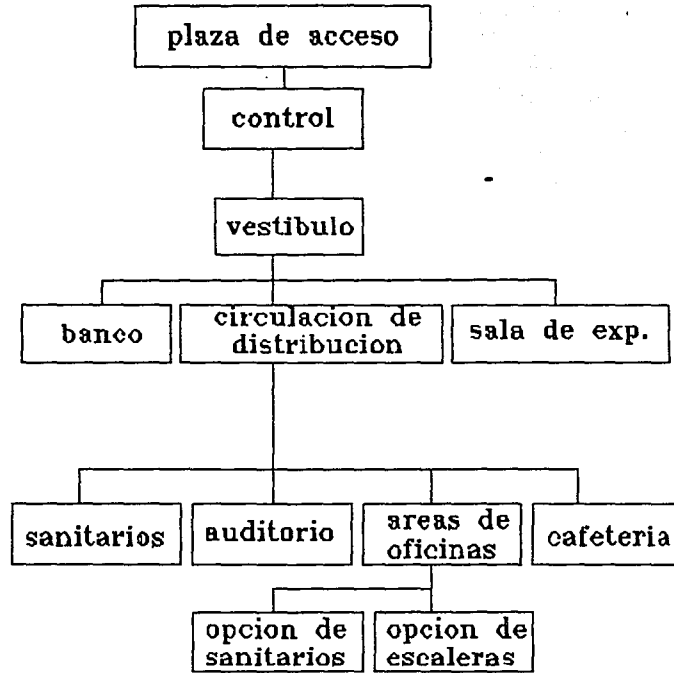 plaza de acceso
control
vestibulo
banco
circulacion de
distribucion
sala de exp.
sanitarios
auditorio
areas de
oficinas
cafeteria
opcion de
sanitarios
opcion de
escaleras